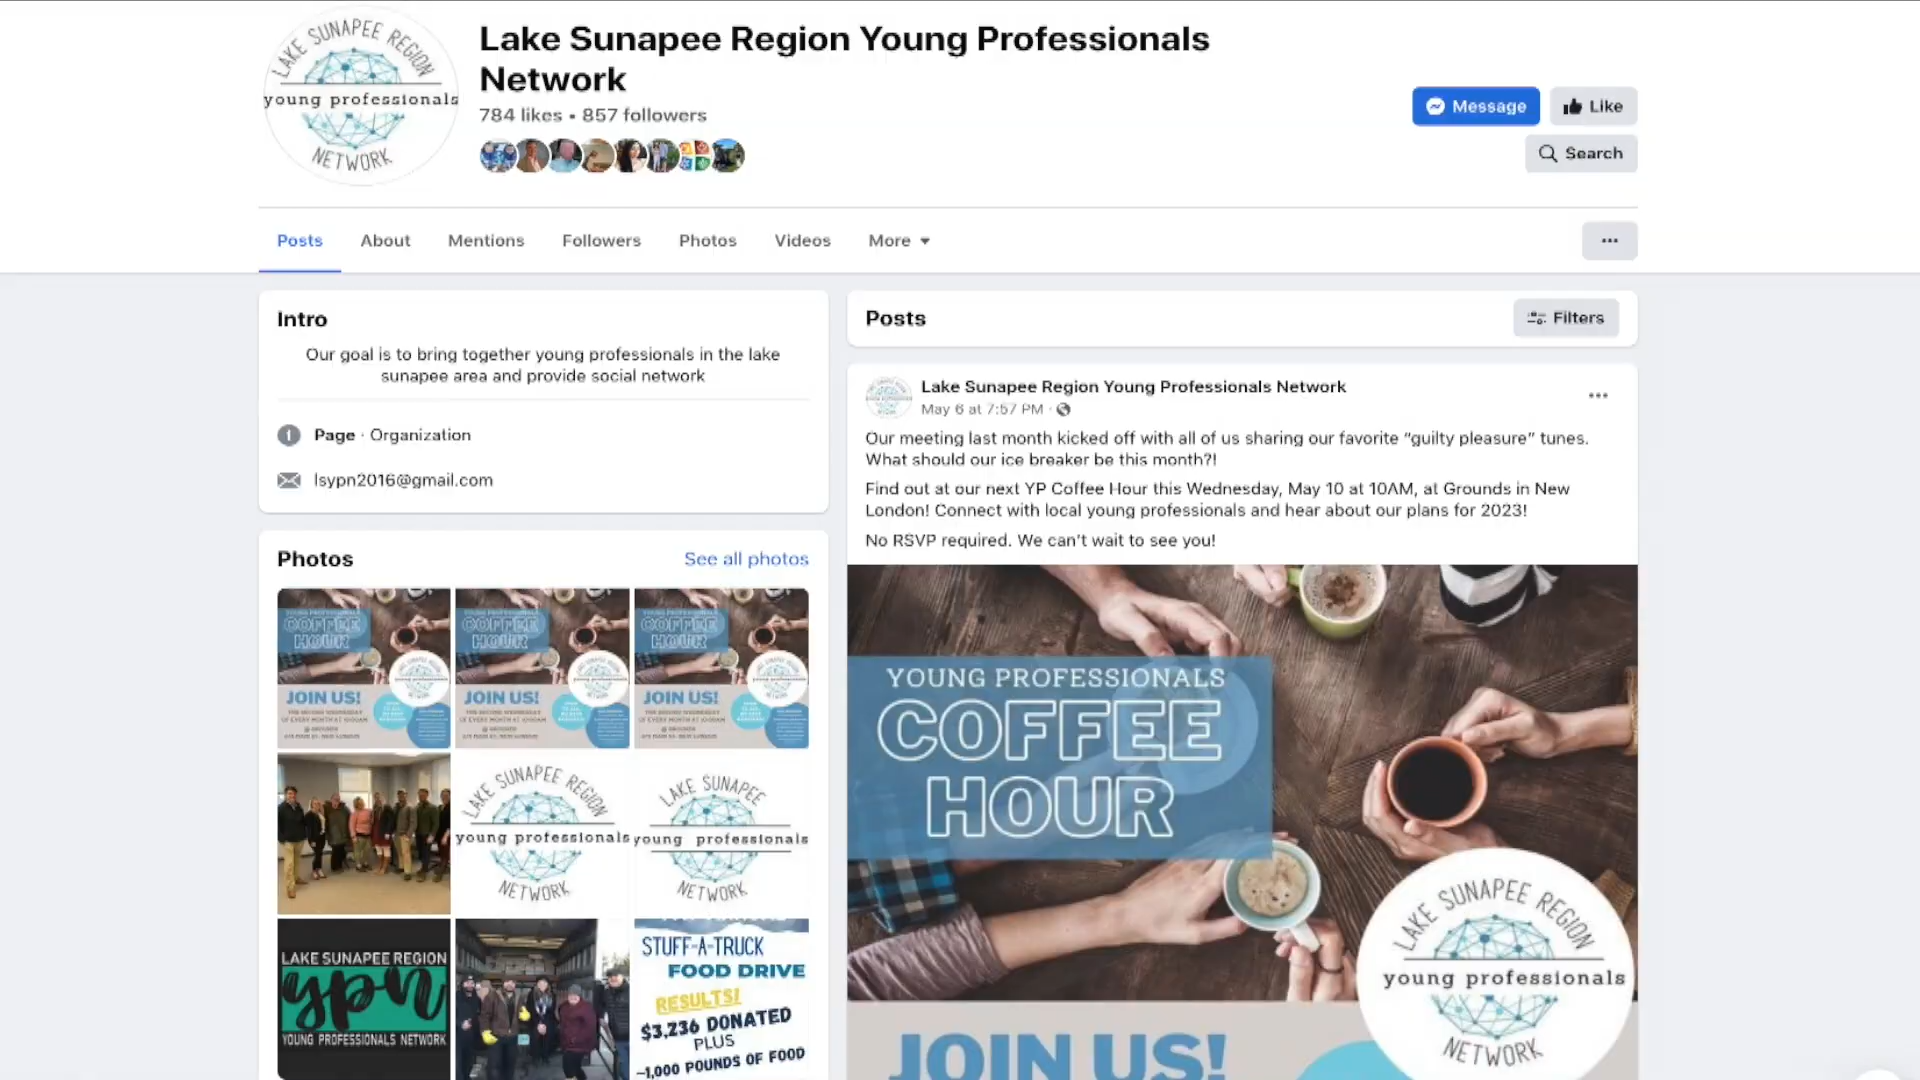 LAKE SUNAPEE REGION
young professionals
NETWORK
Lake Sunapee Region Young Professionals
Network
784 likes • 857 followers
Message
Like
Search
Posts
About
Mentions
Followers
Photos
Videos
More
Intro
Our goal is to bring together young professionals in the lake
sunapee area and provide social network
Page · Organization
lsypn2016@gmail.com
Photos
See all photos
COFFEE
HOUR
JOIN US!
COFFEE
HOUR
JOIN US!
COFFEE
HOUR
JOIN US!
LAKE SUNAPEE REGION
young professionals
NETWORK
LAKE SUNAPEE
young professionals
NETWORK
LAKE SUNAPEE REGION
ypn
YOUNG PROFESSIONALS NETWORK
STUFF-A-TRUCK
FOOD DRIVE
RESULTS!
$3,236 DONATED
PLUS
~1,000 POUNDS OF FOOD
Posts
Filters
Lake Sunapee Region Young Professionals Network
May 6 at 7:57 PM ·
Our meeting last month kicked off with all of us sharing our favorite “guilty pleasure” tunes.
What should our ice breaker be this month?!
Find out at our next YP Coffee Hour this Wednesday, May 10 at 10AM, at Grounds in New
London! Connect with local young professionals and hear about our plans for 2023!
No RSVP required. We can't wait to see you!
YOUNG PROFESSIONALS
COFFEE
HOUR
LAKE SUNAPEE REGION
young professionals
NETWORK
JOIN US!